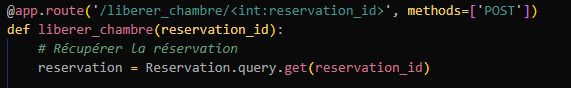 @app.route('/liberer_chambre/<int:reservation_id>', methods=['POST'])
def liberer_chambre(reservation_id):
    # Récupérer la réservation
    reservation = Reservation.query.get(reservation_id)